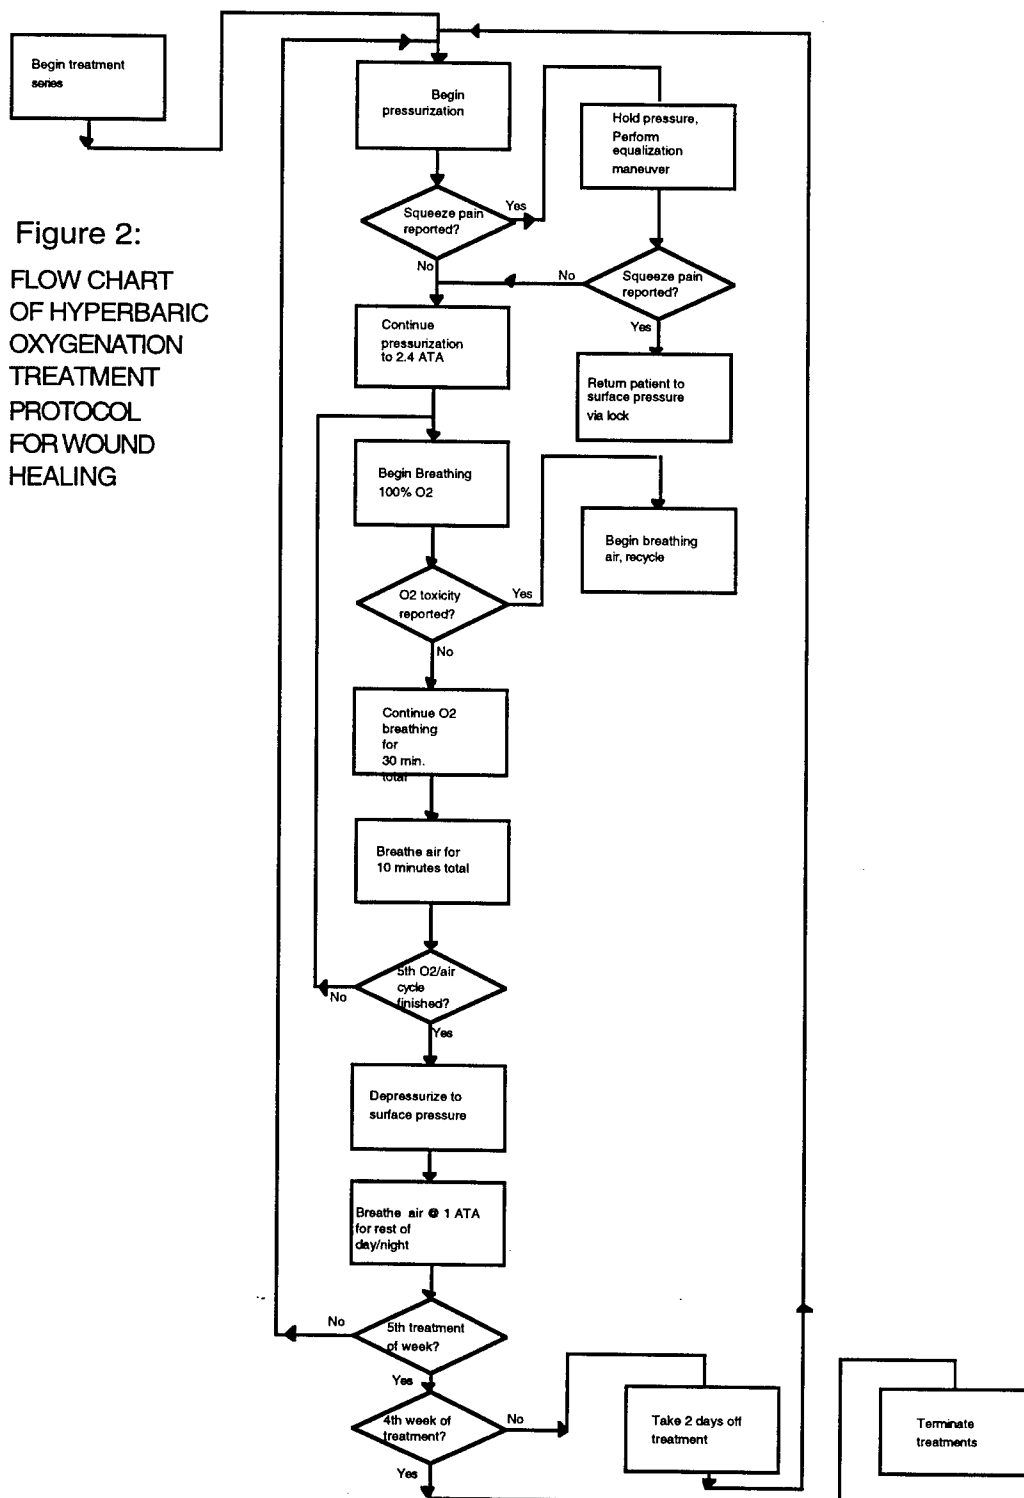 Begin treatment
series
Begin
pressurization
Hold pressure,
Perform
equalization
maneuver
Squeeze pain
reported?
Yes
No
Squeeze pain
reported?
No
Yes
Figure 2:
FLOW CHART
OF HYPERBARIC
OXYGENATION
TREATMENT
PROTOCOL
FOR WOUND
HEALING
Continue
pressurization
to 2.4 ATA
Return patient to
surface pressure
via lock
Begin Breathing
100% O2
Begin breathing
air, recycle
O2 toxicity
reported?
Yes
No
Continue O2
breathing
for
30 min.
total
Breathe air for
10 minutes total
5th O2/air
cycle
finished?
No
Yes
Depressurize to
surface pressure
Breathe air @ 1 ATA
for rest of
day/night
5th treatment
of week?
No
Yes
4th week of
treatment?
No
Yes
Take 2 days off
treatment
Terminate
treatments